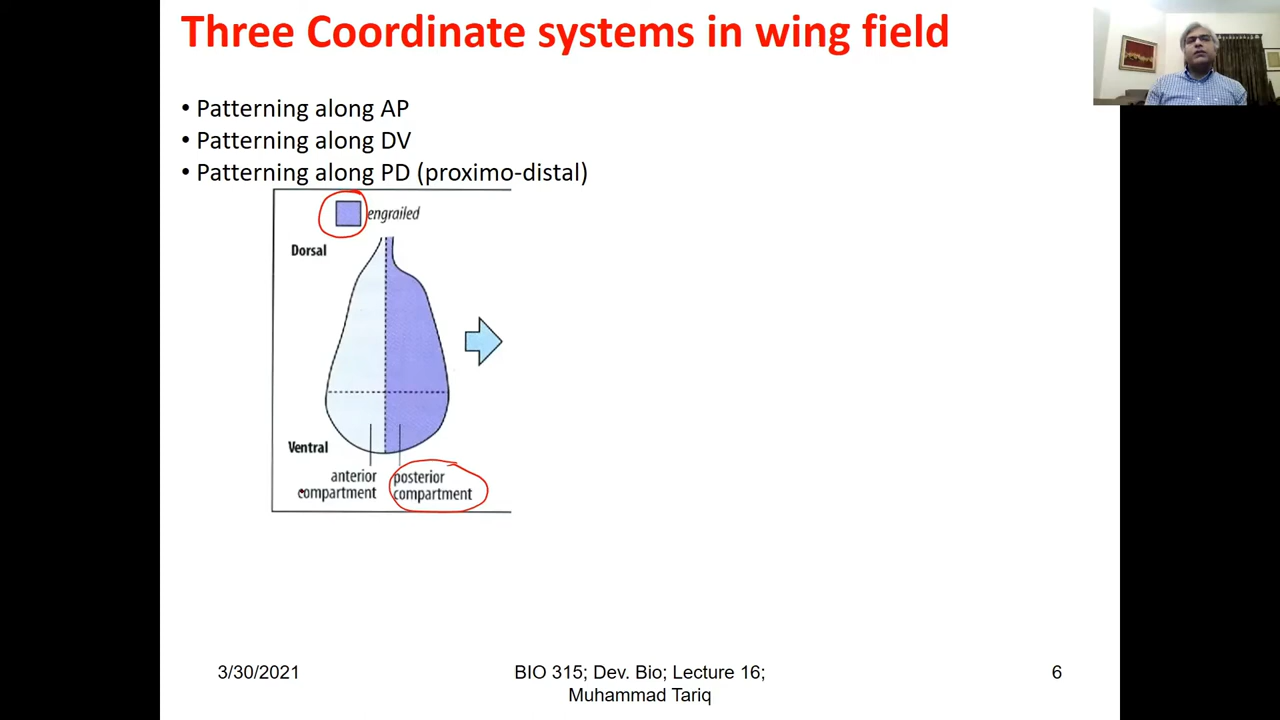 Three Coordinate systems in wing field
• Patterning along AP
• Patterning along DV
• Patterning along PD (proximo-distal)
engrailed
Dorsal
Ventral
anterior compartment
posterior compartment
3/30/2021
BIO 315; Dev. Bio; Lecture 16;
Muhammad Tariq
6